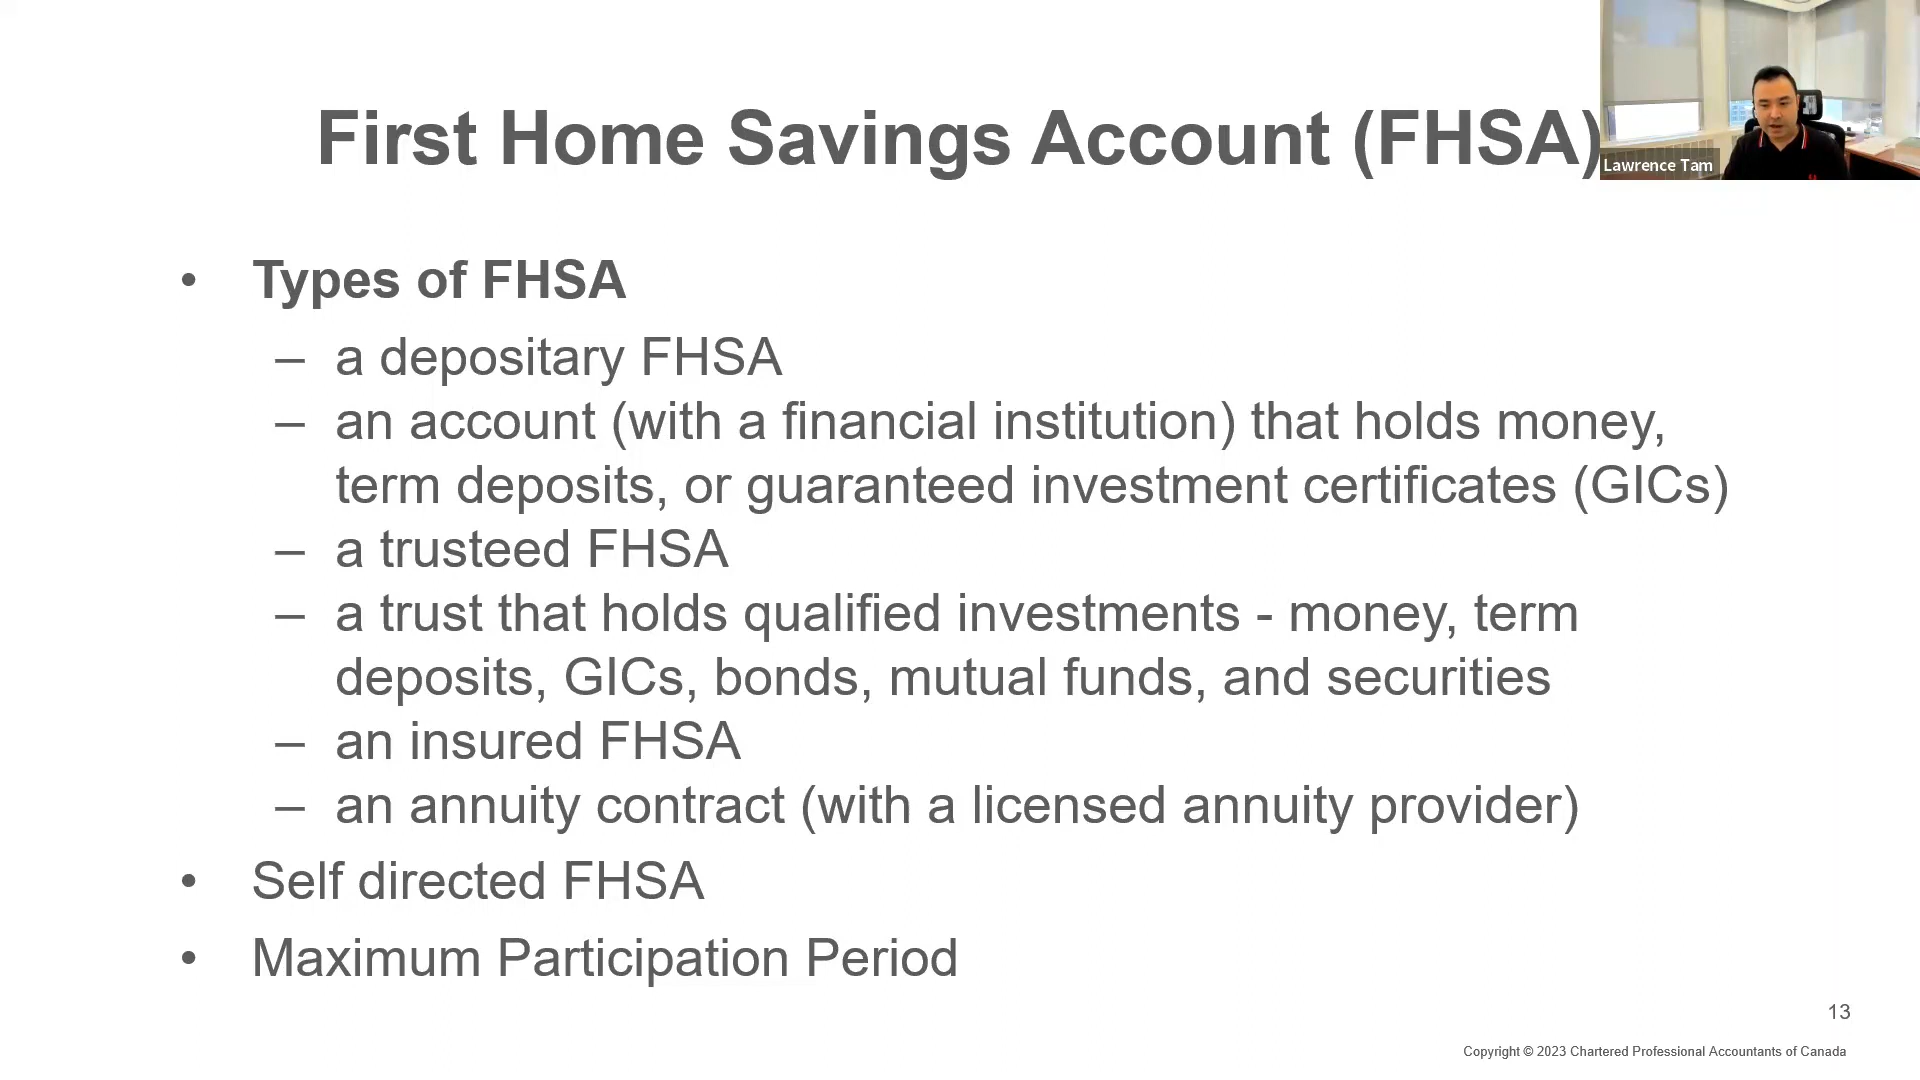 First Home Savings Account (FHSA)
Lawrence Tam
• Types of FHSA
– a depositary FHSA
– an account (with a financial institution) that holds money,
term deposits, or guaranteed investment certificates (GICs)
– a trusteed FHSA
– a trust that holds qualified investments - money, term
deposits, GICs, bonds, mutual funds, and securities
– an insured FHSA
– an annuity contract (with a licensed annuity provider)
• Self directed FHSA
• Maximum Participation Period
13
Copyright © 2023 Chartered Professional Accountants of Canada